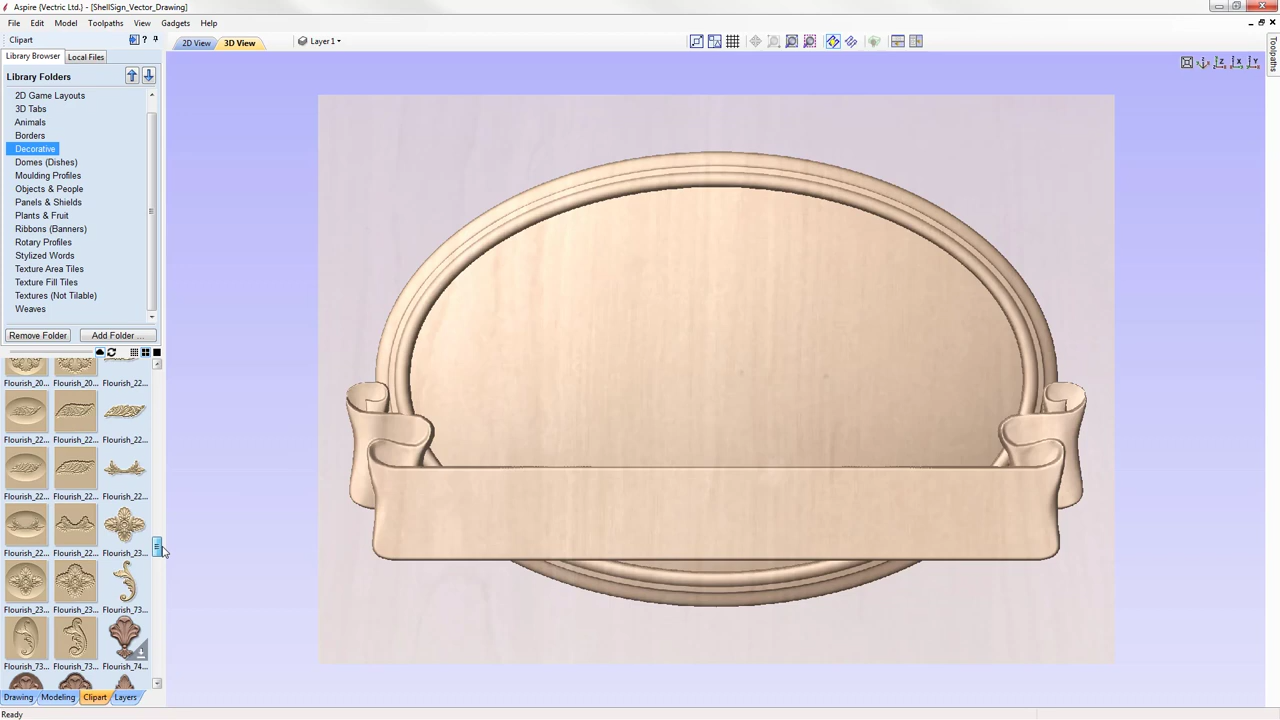 Aspire (Vectric Ltd.) - [ShellSign_Vector_Drawing]
File Edit Model Toolpaths View Gadgets Help
Clipart
2D View 3D View Layer 1
Library Browser Local Files
Toolpaths
Library Folders
2D Game Layouts
3D Tabs
Animals
Borders
Decorative
Domes (Dishes)
Moulding Profiles
Objects & People
Panels & Shields
Plants & Fruit
Ribbons (Banners)
Rotary Profiles
Stylized Words
Texture Area Tiles
Texture Fill Tiles
Textures (Not Tilable)
Weaves
Remove Folder Add Folder ...
Flourish_20... Flourish_20... Flourish_22...
Flourish_22... Flourish_22... Flourish_22...
Flourish_22... Flourish_22... Flourish_22...
Flourish_22... Flourish_22... Flourish_23...
Flourish_23... Flourish_23... Flourish_73...
Flourish_73... Flourish_73... Flourish_74...
Drawing Modeling Clipart Layers
Ready